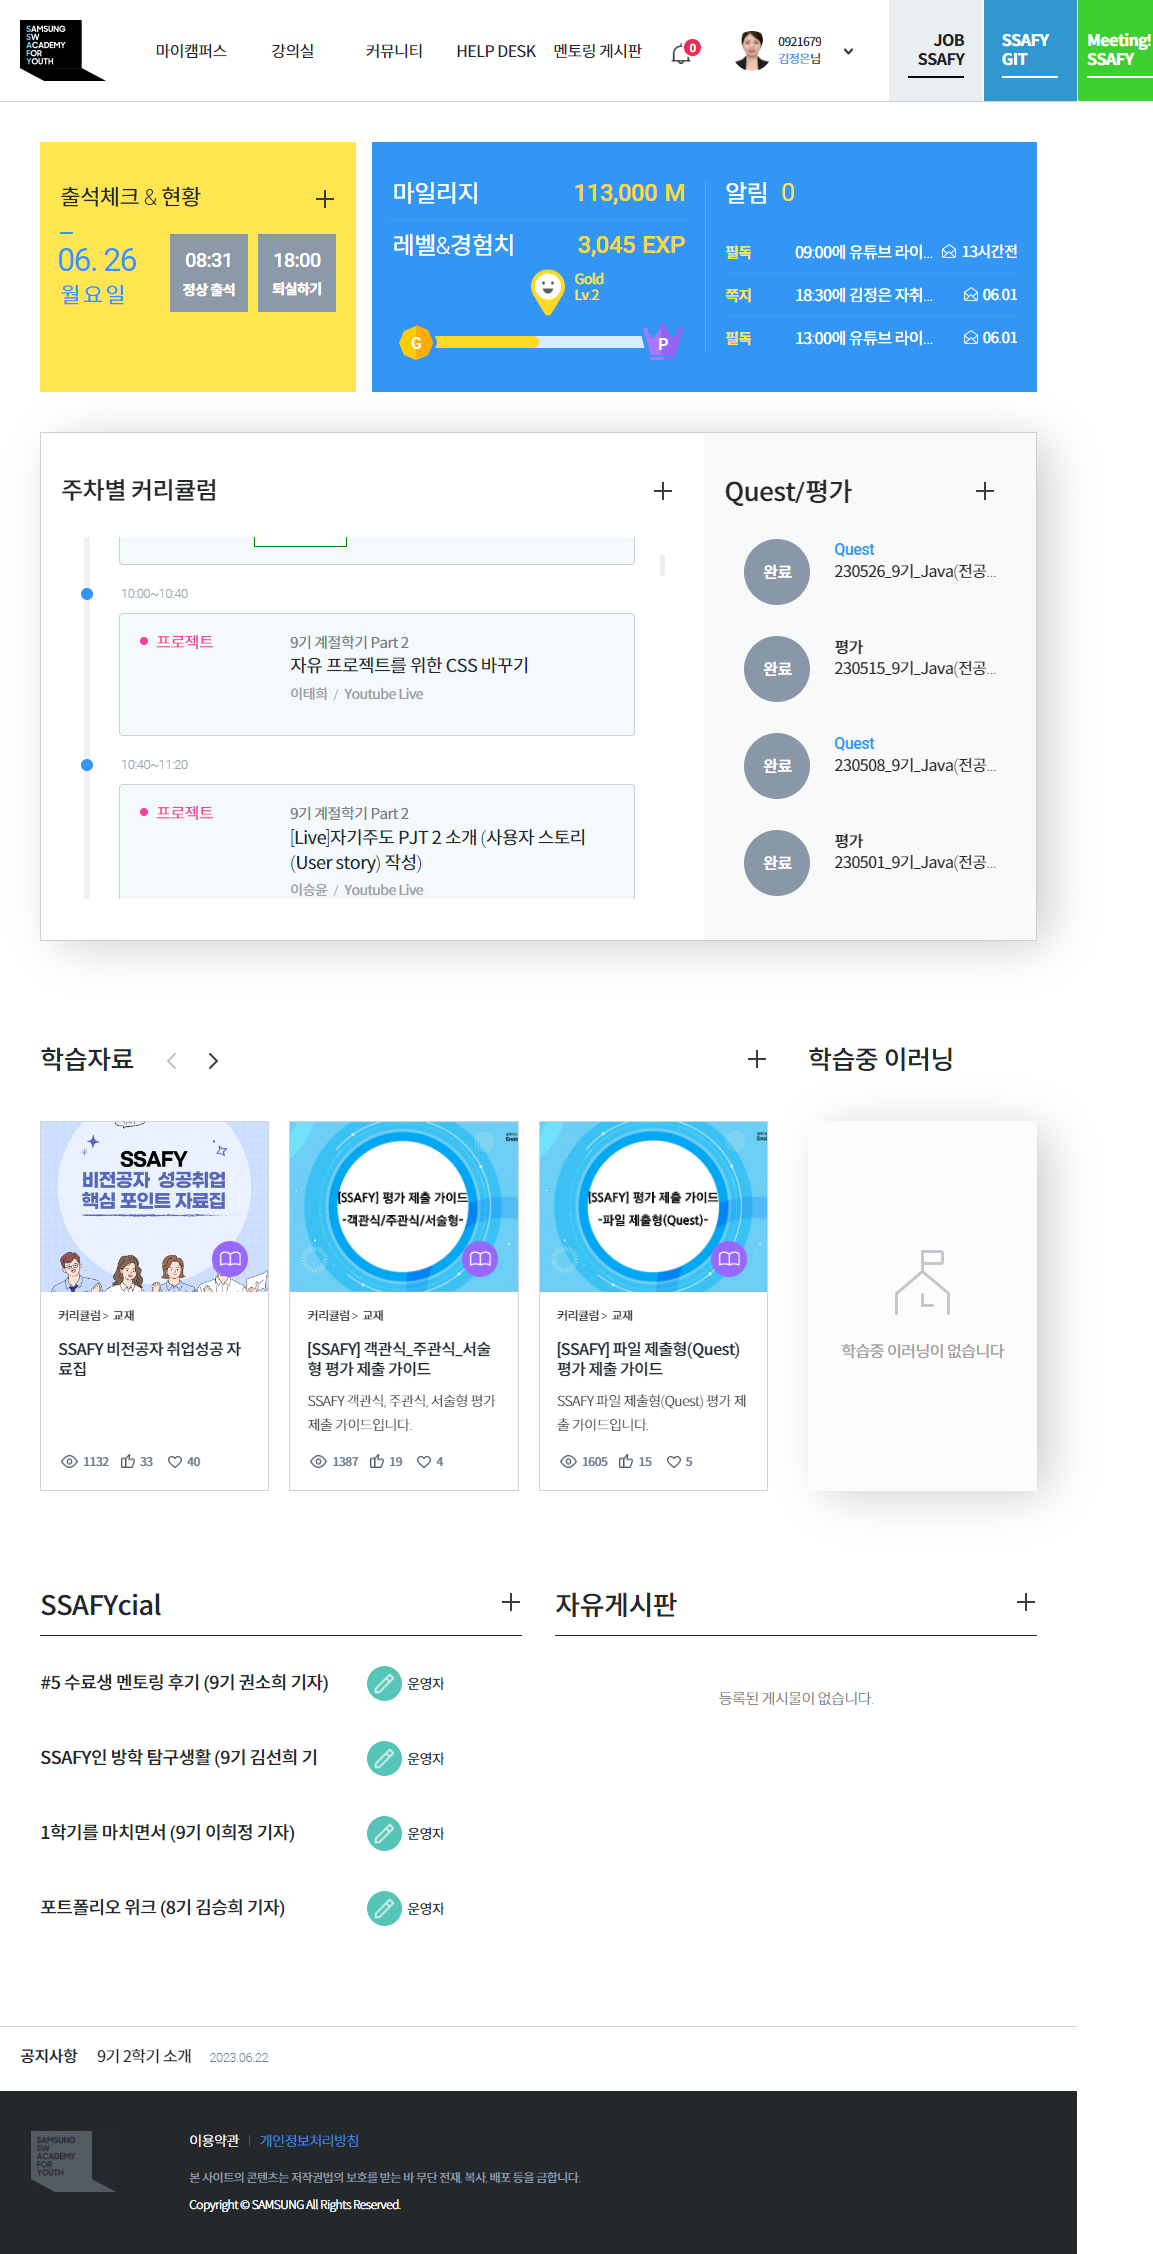 SAMSUNG
SW
ACADEMY
FOR
YOUTH
마이캠퍼스
강의실
커뮤니티
HELP DESK
멘토링 게시판
0
0921679
김정은님
JOB
SSAFY
SSAFY
GIT
Meeting!
SSAFY
출석체크 & 현황
06. 26
월요일
08:31
정상 출석
18:00
퇴실하기
마일리지 113,000 M
레벨&경험치 3,045 EXP
Gold
Lv.2
G
P
알림 0
필독 09:00에 유튜브 라이... 13시간전
쪽지 18:30에 김정은 자취... 06.01
필독 13:00에 유튜브 라이... 06.01
주차별 커리큘럼
10:00~10:40
프로젝트
9기 계절학기 Part 2
자유 프로젝트를 위한 CSS 바꾸기
이태희 / Youtube Live
10:40~11:20
프로젝트
9기 계절학기 Part 2
[Live]자기주도 PJT 2 소개 (사용자 스토리
(User story) 작성)
이승윤 / Youtube Live
Quest/평가
완료
Quest
230526_9기_Java(전공...
완료
평가
230515_9기_Java(전공...
완료
Quest
230508_9기_Java(전공...
완료
평가
230501_9기_Java(전공...
학습자료
SSAFY
비전공자 성공취업
핵심 포인트 자료집
커리큘럼 > 교재
SSAFY 비전공자 취업성공 자
료집
1132 33 40
[SSAFY] 평가 제출 가이드
-객관식/주관식/서술형-
커리큘럼 > 교재
[SSAFY] 객관식_주관식_서술
형 평가 제출 가이드
SSAFY 객관식, 주관식, 서술형 평가
제출 가이드입니다.
1387 19 4
[SSAFY] 평가 제출 가이드
-파일 제출형(Quest)-
커리큘럼 > 교재
[SSAFY] 파일 제출형(Quest)
평가 제출 가이드
SSAFY 파일 제출형(Quest) 평가 제
출 가이드입니다.
1605 15 5
학습중 이러닝
학습중 이러닝이 없습니다
SSAFYcial
#5 수료생 멘토링 후기 (9기 권소희 기자) 운영자
SSAFY인 방학 탐구생활 (9기 김선희 기 운영자
1학기를 마치면서 (9기 이희정 기자) 운영자
포트폴리오 위크 (8기 김승희 기자) 운영자
자유게시판
등록된 게시물이 없습니다.
공지사항 9기 2학기 소개 2023.06.22
SAMSUNG
SW
ACADEMY
FOR
YOUTH
이용약관 | 개인정보처리방침
본 사이트의 콘텐츠는 저작권법의 보호를 받는 바 무단 전재, 복사, 배포 등을 금합니다.
Copyright © SAMSUNG All Rights Reserved.